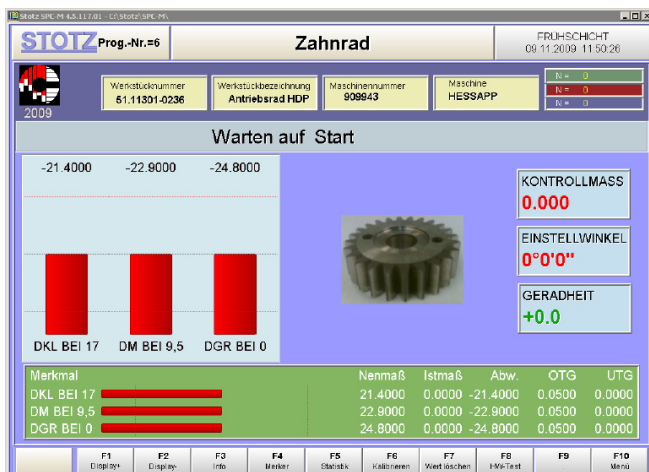 Stotz SPC-M 4.5.117.01 - C:\Stotz\SPC-M\
STOTZ Prog.-Nr.=6
Zahnrad
FRÜHSCHICHT
09.11.2009 11:50:26
2009
Werkstücknummer
51.11301-0236
Werkstückbezeichnung
Antriebsrad HDP
Maschinennummer
909943
Maschine
HESSAPP
N = 0
N = 0
N = 0
Warten auf Start
-21.4000 -22.9000 -24.8000
DKL BEI 17 DM BEI 9,5 DGR BEI 0
KONTROLLMASS
0.000
EINSTELLWINKEL
0°0'0"
GERADHEIT
+0.0
Merkmal Nenmaß Istmaß Abw. OTG UTG
DKL BEI 17 21.4000 0.0000 -21.4000 0.0500 0.0000
DM BEI 9,5 22.9000 0.0000 -22.9000 0.0500 0.0000
DGR BEI 0 24.8000 0.0000 -24.8000 0.0500 0.0000
F1 F2 F3 F4 F5 F6 F7 F8 F9 F10
Display+ Display- Info Merker Statistik Kalibrieren Wert löschen HW-Test Menü